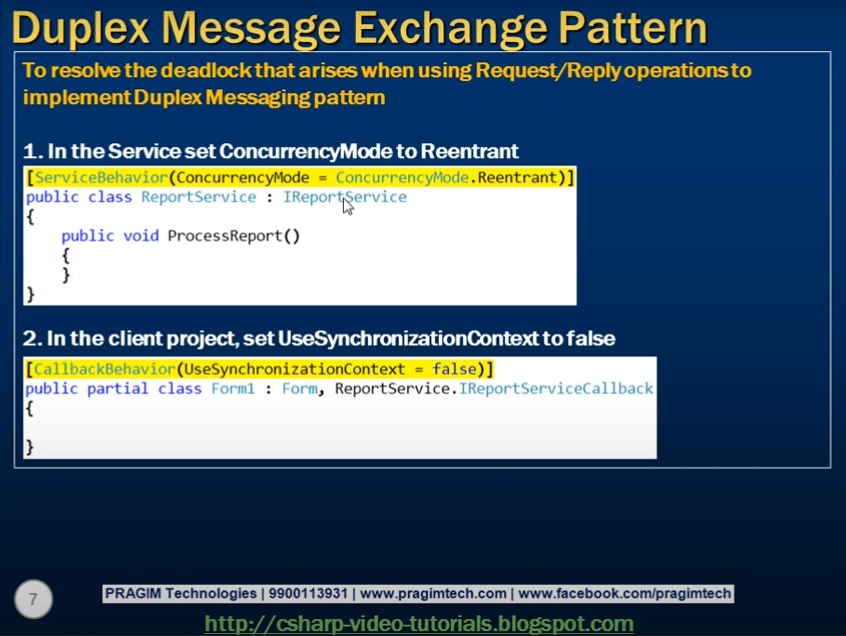 Duplex Message Exchange Pattern
To resolve the deadlock that arises when using Request/Reply operations to
implement Duplex Messaging pattern
1. In the Service set ConcurrencyMode to Reentrant
[ServiceBehavior(ConcurrencyMode = ConcurrencyMode.Reentrant)]
public class ReportService : IReportService
{
public void ProcessReport()
{
}
}
2. In the client project, set UseSynchronizationContext to false
[CallbackBehavior(UseSynchronizationContext = false)]
public partial class Form1 : Form, ReportService.IReportServiceCallback
{
}
7
PRAGIM Technologies | 9900113931 | www.pragimtech.com | www.facebook.com/pragimtech
http://csharp-video-tutorials.blogspot.com